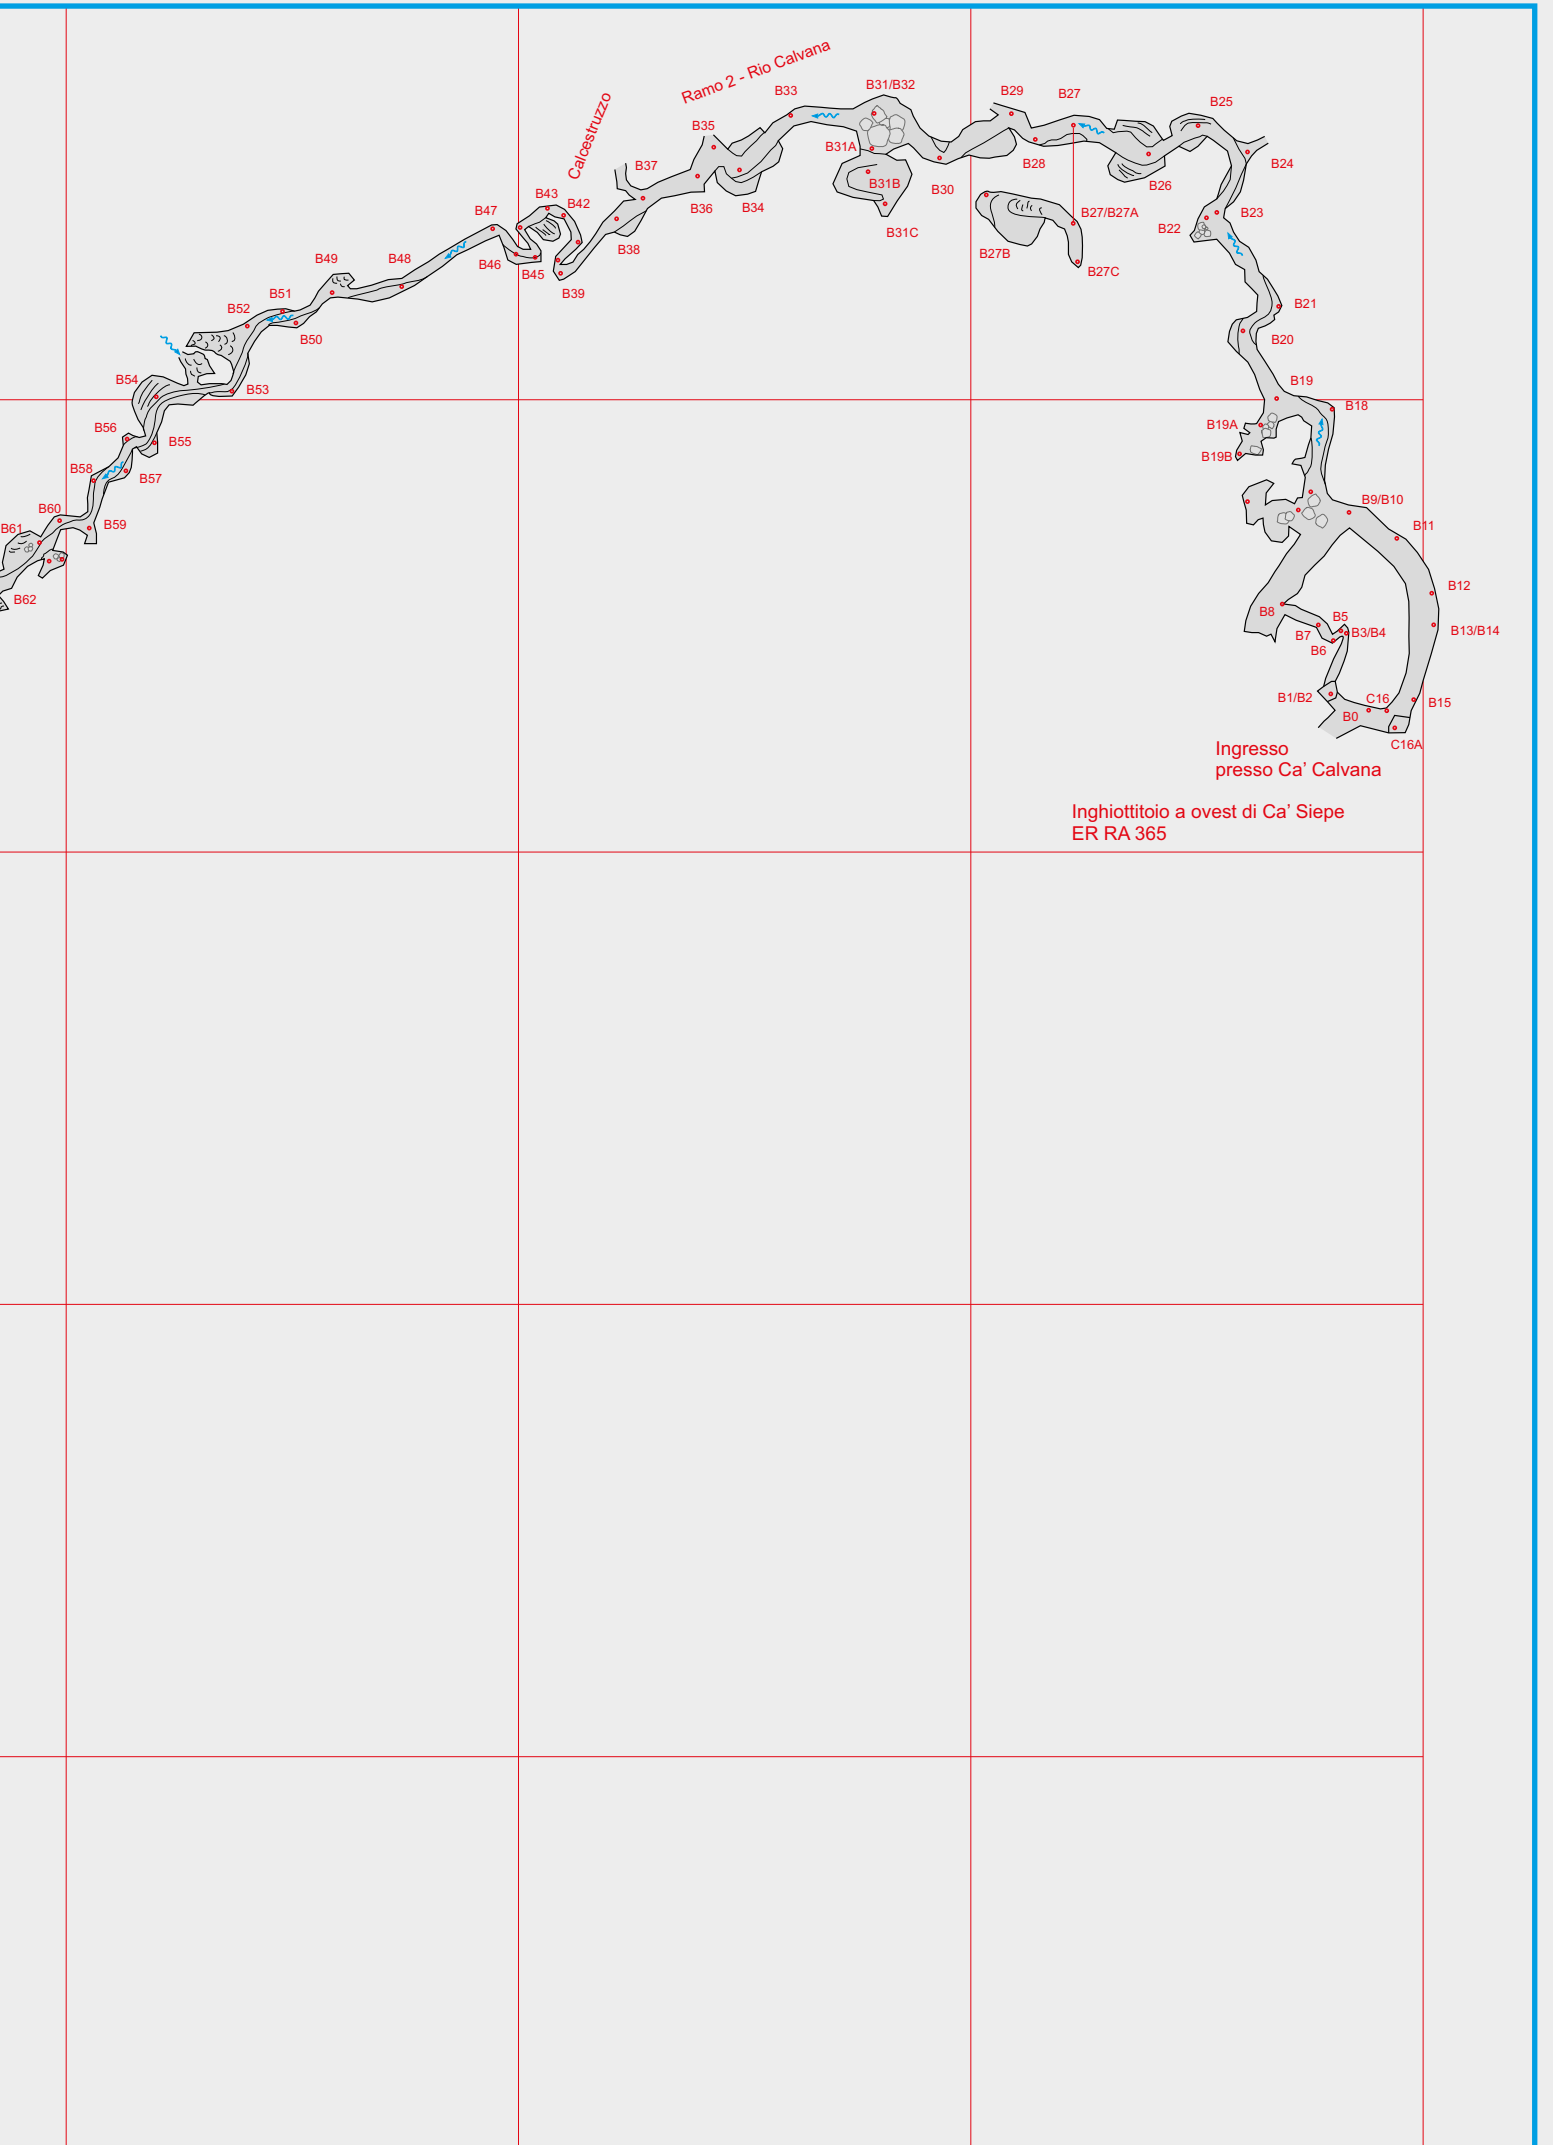 Ramo 2 - Rio Calvana
Calcestruzzo
B33
B31/B32
B29
B27
B25
B35
B31A
B28
B24
B37
B36
B34
B31B
B30
B26
B43
B42
B47
B38
B31C
B27/B27A
B23
B22
B46
B45
B39
B27B
B27C
B49
B48
B51
B52
B50
B21
B20
B54
B53
B19
B18
B56
B55
B19A
B58
B57
B19B
B60
B61
B59
B9/B10
B11
B62
B12
B8
B5
B7
B3/B4
B6
B13/B14
B1/B2
C16
B15
B0
C16A
Ingresso
presso Ca’ Calvana
Inghiottitoio a ovest di Ca’ Siepe
ER RA 365